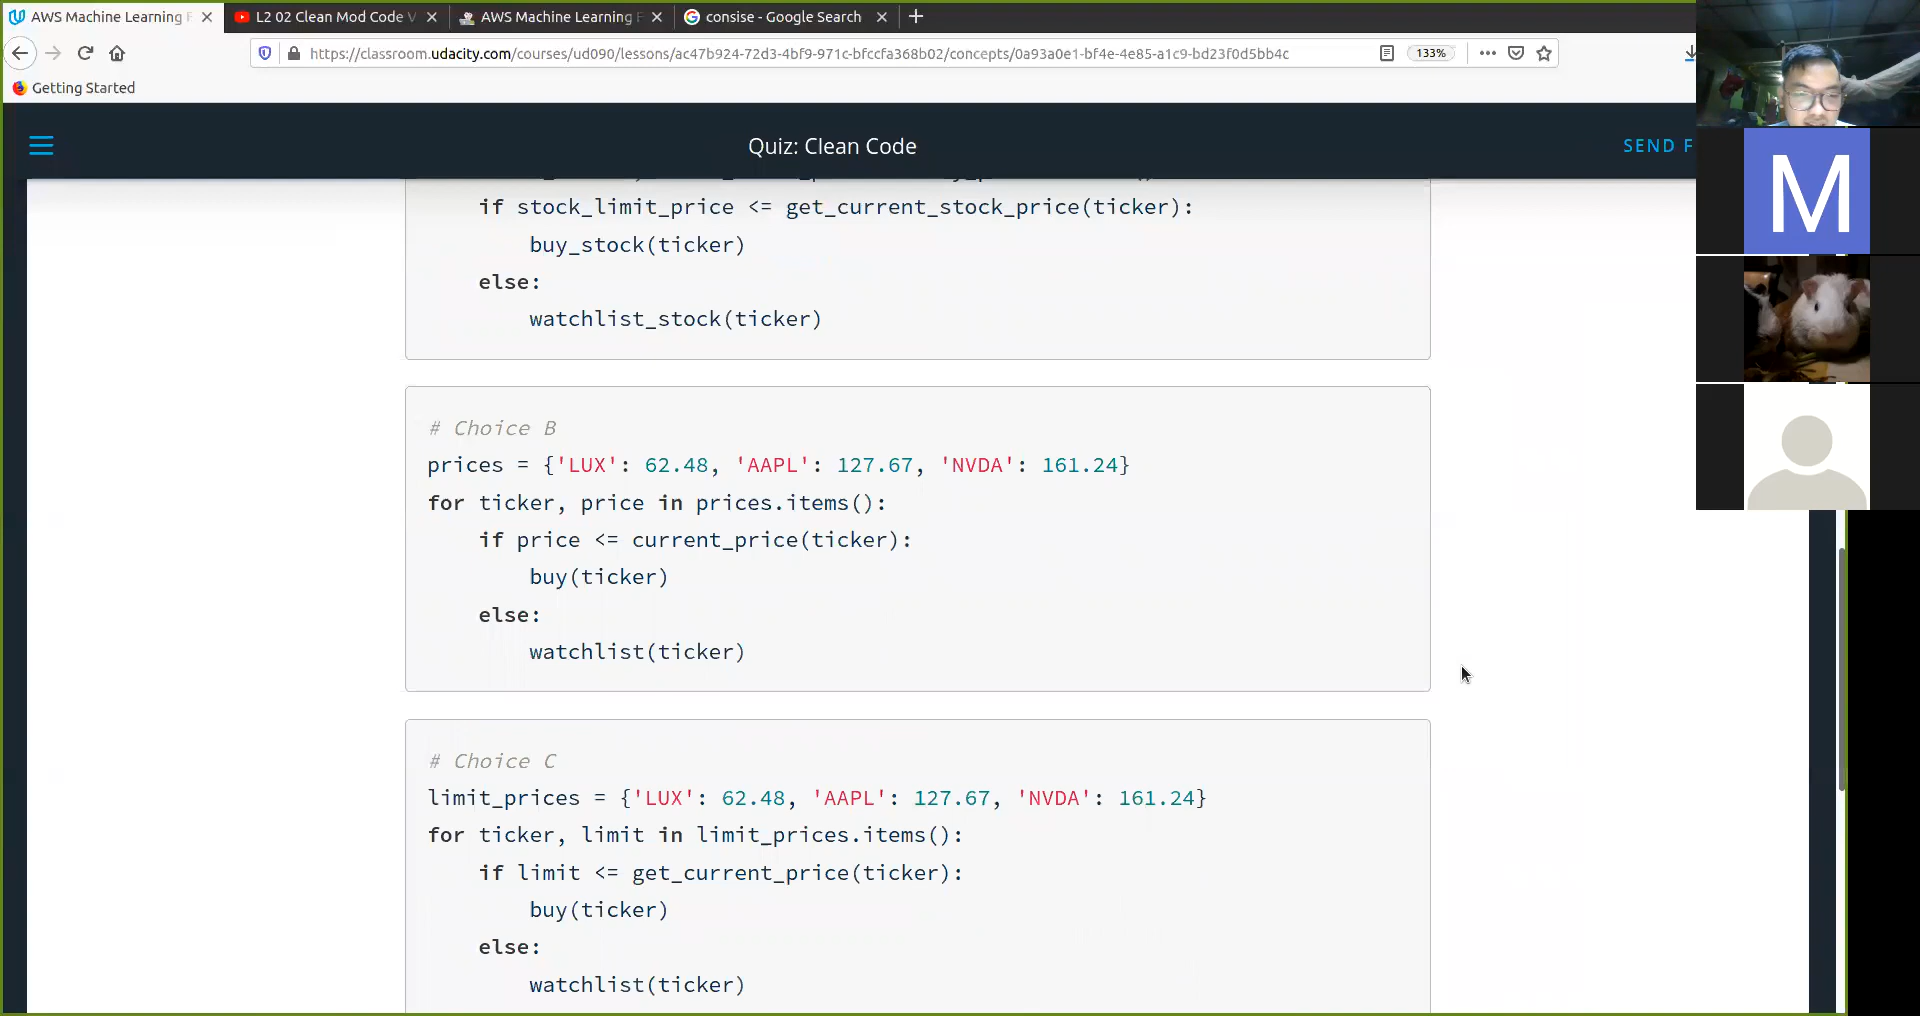 AWS Machine Learning F
L2 02 Clean Mod Code V
AWS Machine Learning F
consise - Google Search
https://classroom.udacity.com/courses/ud090/lessons/ac47b924-72d3-4bf9-971c-bfccfa368b02/concepts/0a93a0e1-bf4e-4e85-a1c9-bd23f0d5bb4c
133%
Getting Started
Quiz: Clean Code
SEND F
if stock_limit_price <= get_current_stock_price(ticker):
buy_stock(ticker)
else:
watchlist_stock(ticker)
# Choice B
prices = {'LUX': 62.48, 'AAPL': 127.67, 'NVDA': 161.24}
for ticker, price in prices.items():
if price <= current_price(ticker):
buy(ticker)
else:
watchlist(ticker)
# Choice C
limit_prices = {'LUX': 62.48, 'AAPL': 127.67, 'NVDA': 161.24}
for ticker, limit in limit_prices.items():
if limit <= get_current_price(ticker):
buy(ticker)
else:
watchlist(ticker)
M